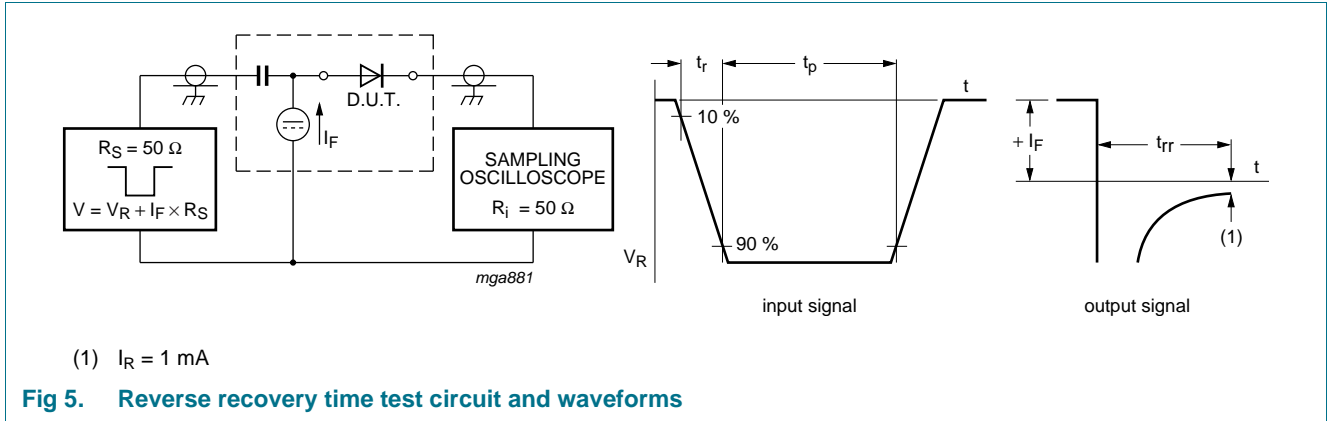 D.U.T.
I_F
R_S = 50 Ω
V = V_R + I_F × R_S
SAMPLING
OSCILLOSCOPE
R_i = 50 Ω
mga881
t_r
t_p
t
10 %
90 %
V_R
input signal
+ I_F
t_rr
t
(1)
output signal
(1) I_R = 1 mA
Fig 5. Reverse recovery time test circuit and waveforms